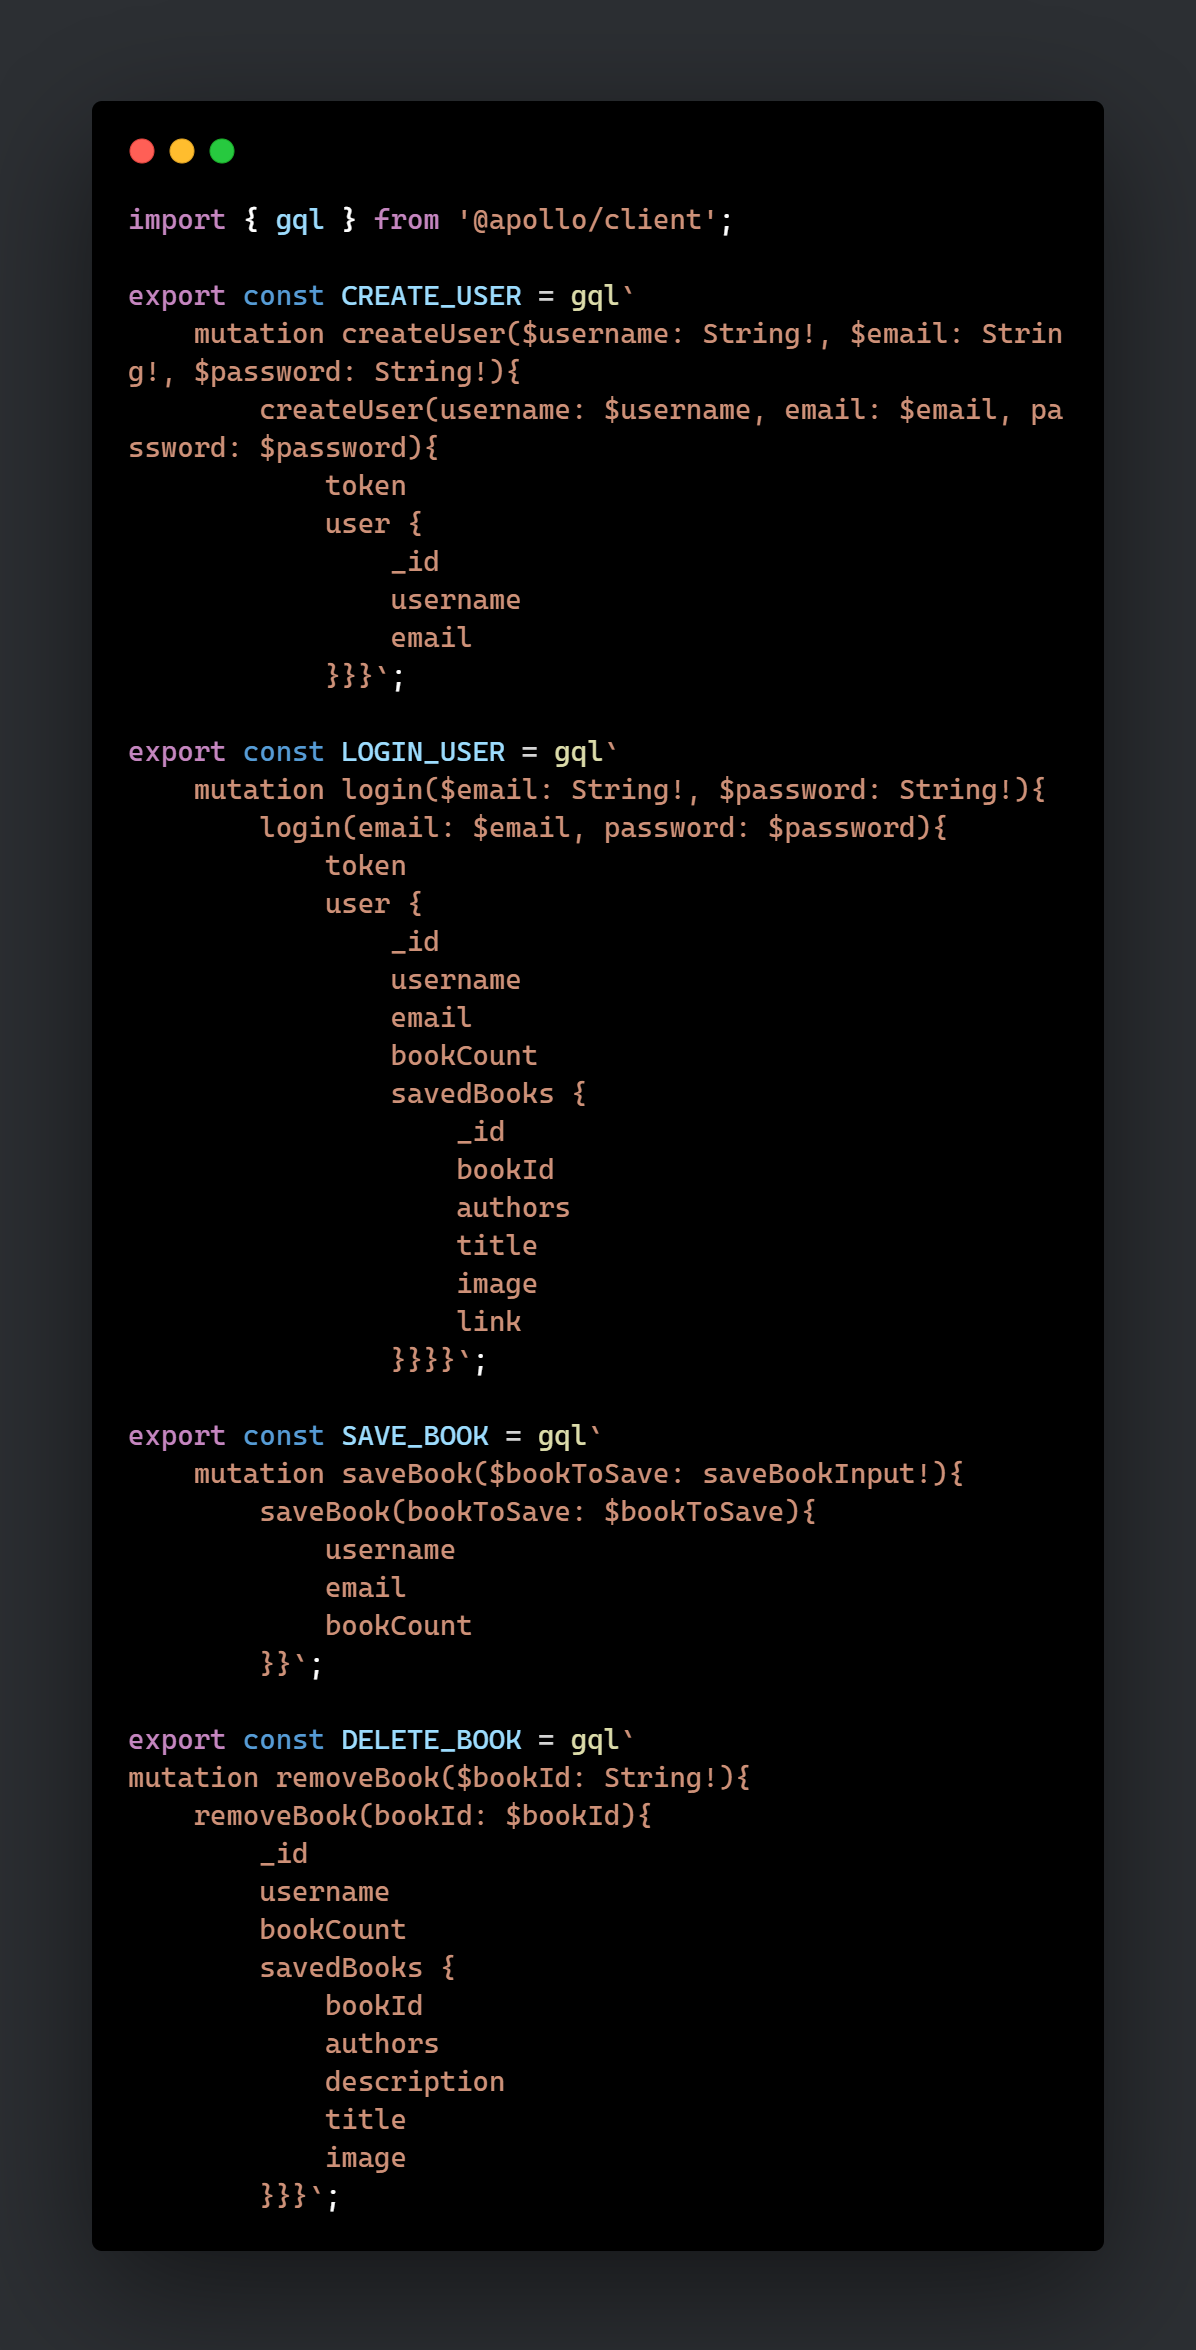 import { gql } from '@apollo/client';

export const CREATE_USER = gql`
    mutation createUser($username: String!, $email: Strin
g!, $password: String!){
        createUser(username: $username, email: $email, pa
ssword: $password){
            token
            user {
                _id
                username
                email
            }}}`;

export const LOGIN_USER = gql`
    mutation login($email: String!, $password: String!){
        login(email: $email, password: $password){
            token
            user {
                _id
                username
                email
                bookCount
                savedBooks {
                    _id
                    bookId
                    authors
                    title
                    image
                    link
                }}}}`;

export const SAVE_BOOK = gql`
    mutation saveBook($bookToSave: saveBookInput!){
        saveBook(bookToSave: $bookToSave){
            username
            email
            bookCount
        }}`;

export const DELETE_BOOK = gql`
mutation removeBook($bookId: String!){
    removeBook(bookId: $bookId){
        _id
        username
        bookCount
        savedBooks {
            bookId
            authors
            description
            title
            image
        }}}`;